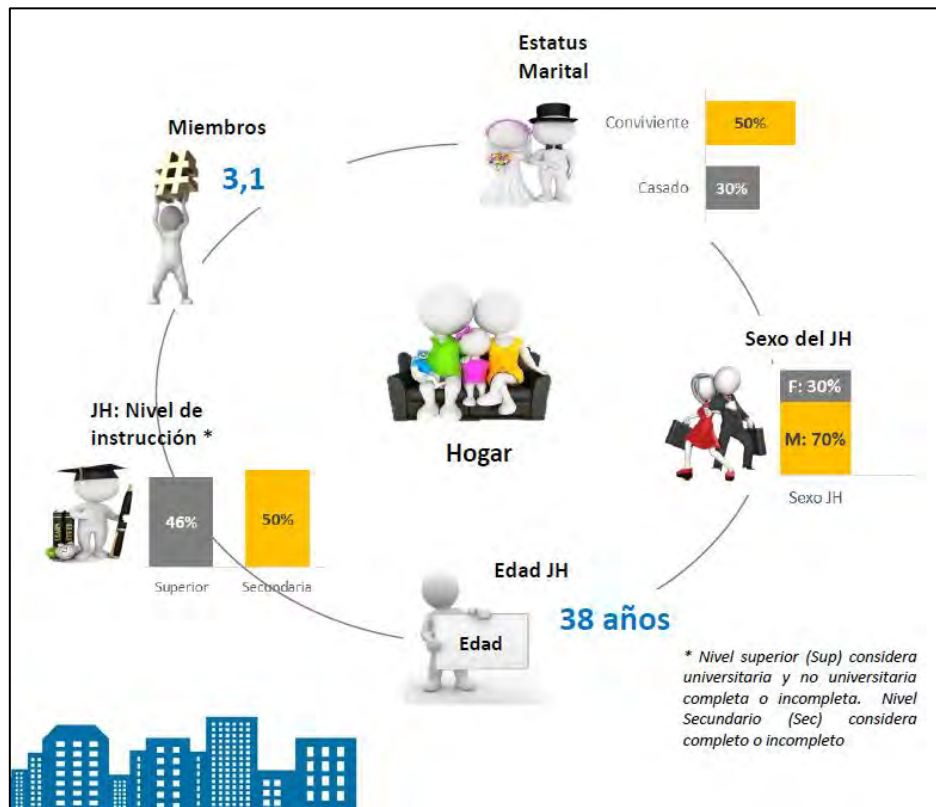 Estatus
Marital
Conviviente
50%
Casado
30%
Miembros
#
3,1
Sexo del JH
F: 30%
M: 70%
Sexo JH
JH: Nivel de
instrucción *
46%
50%
Superior
Secundaria
Hogar
Edad JH
38 años
Edad
* Nivel superior (Sup) considera
universitaria y no universitaria
completa o incompleta. Nivel
Secundario (Sec) considera
completo o incompleto